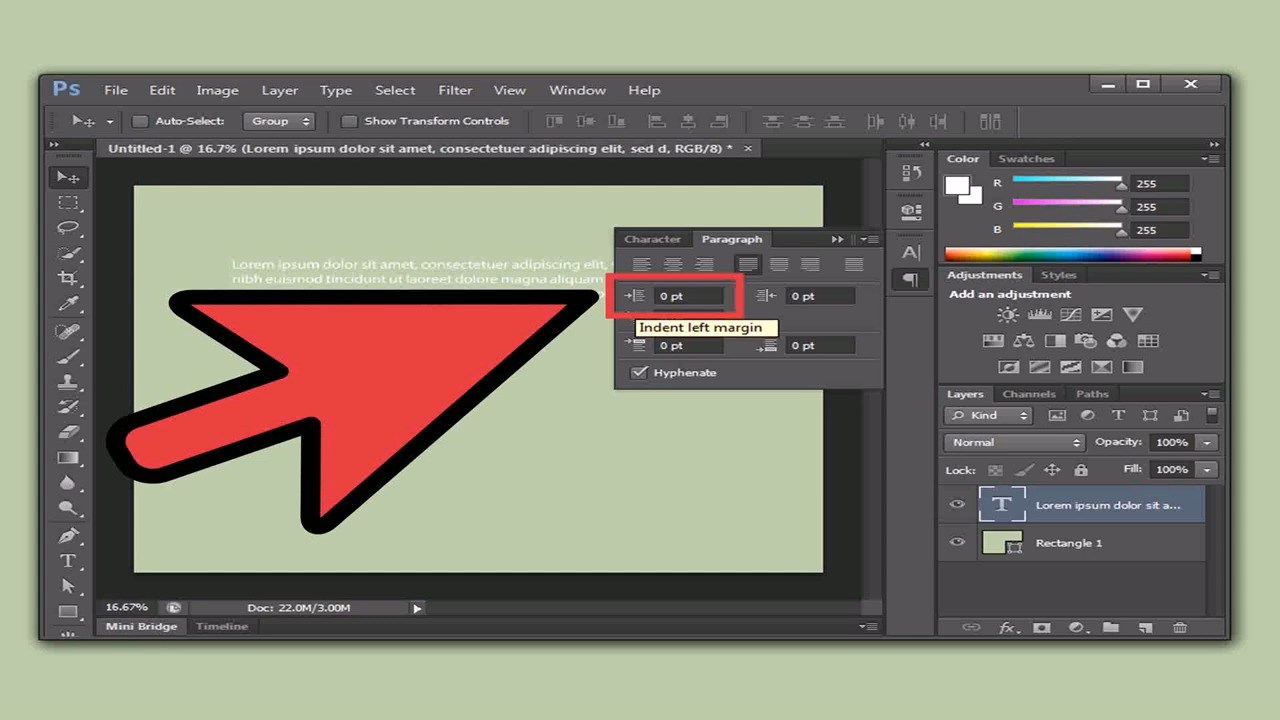 Ps File Edit Image Layer Type Select Filter View Window Help
Auto-Select: Group Show Transform Controls
Untitled-1 @ 16.7% (Lorem ipsum dolor sit amet, consectetuer adipiscing elit, sed d, RGB/8) * ×
Color Swatches
R 255
G 255
B 255
Lorem ipsum dolor sit amet, consectetuer adipiscing elit,
nibh euismod tincidunt ut laoreet dolore magna aliquam
Character Paragraph
0 pt 0 pt
Indent left margin
0 pt 0 pt
Hyphenate
Adjustments Styles
Add an adjustment
Layers Channels Paths
Kind
Normal Opacity: 100%
Lock: Fill: 100%
T Lorem ipsum dolor sit a...
Rectangle 1
fx
16.67% Doc: 22.0M/3.00M
Mini Bridge Timeline